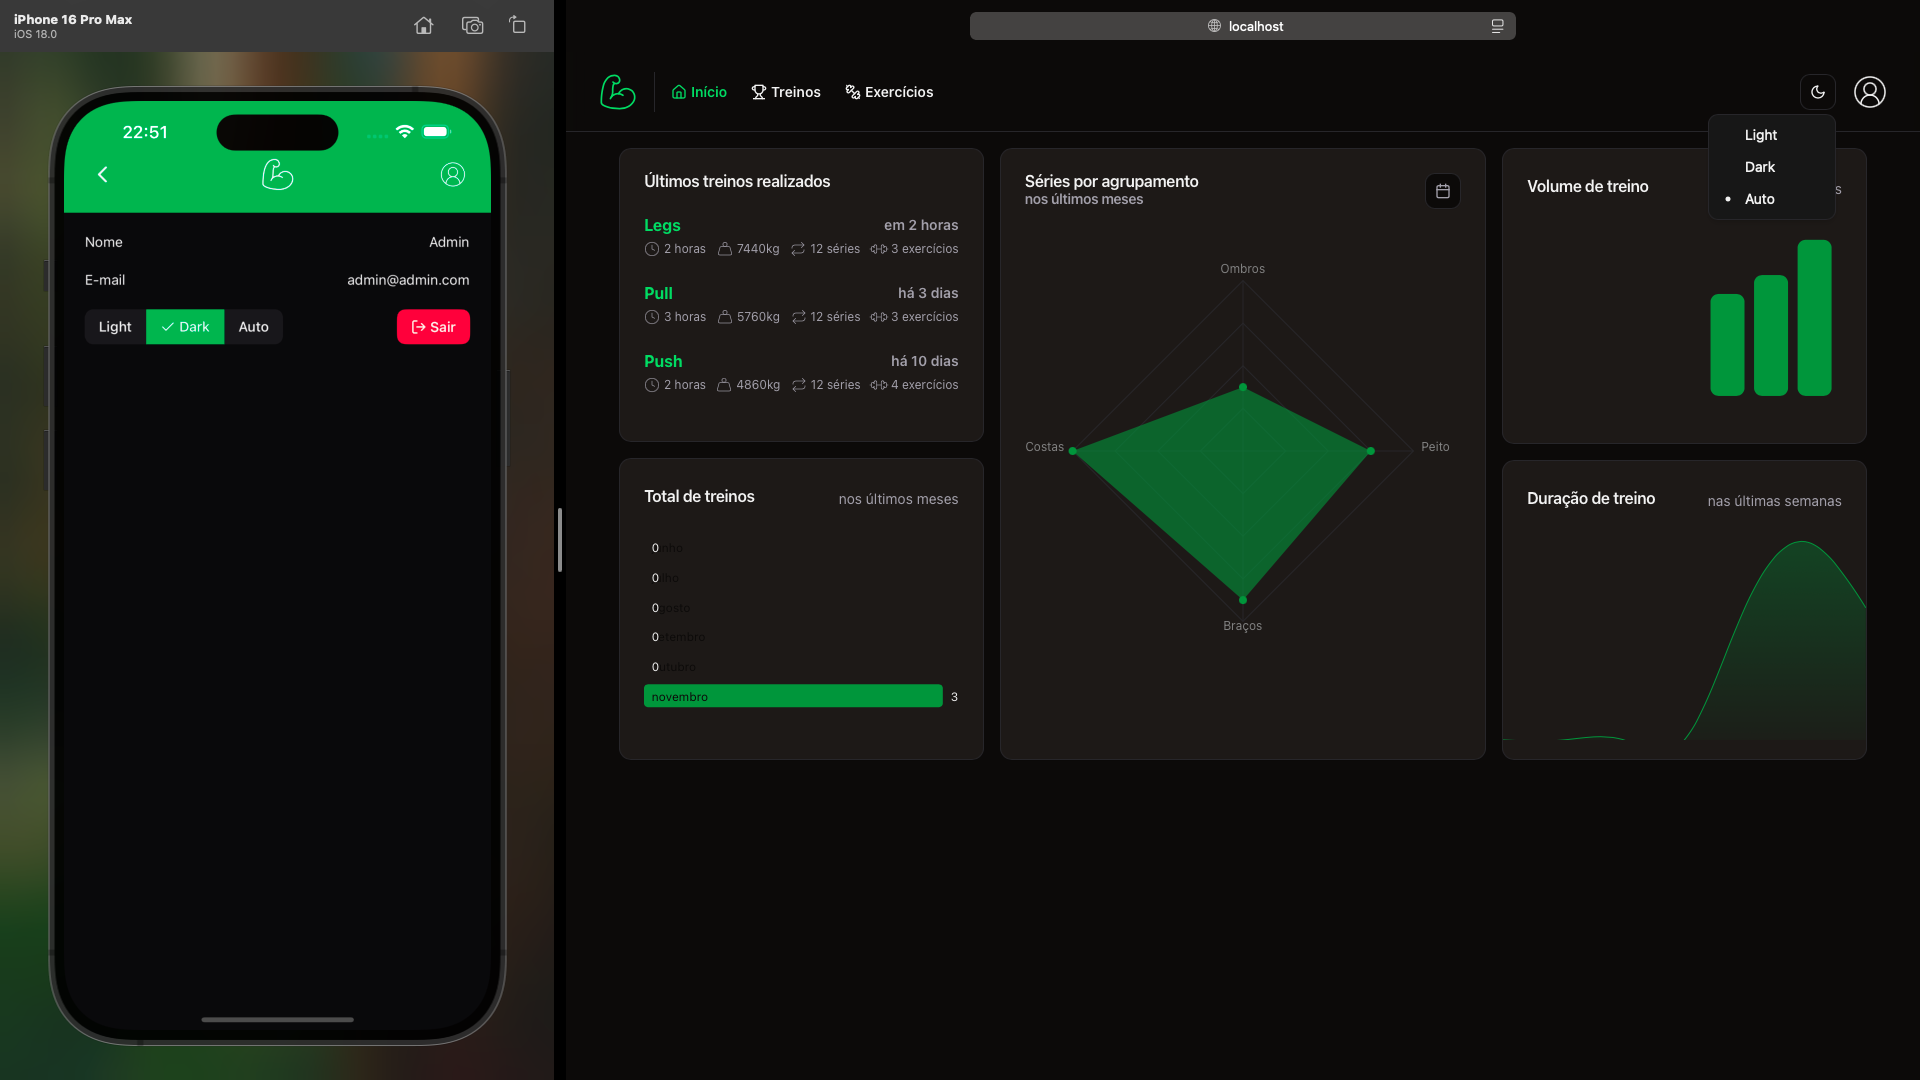 iPhone 16 Pro Max
iOS 18.0
22:51
Nome Admin
E-mail admin@admin.com
Light Dark Auto Sair
localhost
Início Treinos Exercícios
Light
Dark
Auto
Últimos treinos realizados
Legs em 2 horas
2 horas 7440kg 12 séries 3 exercícios
Pull há 3 dias
3 horas 5760kg 12 séries 3 exercícios
Push há 10 dias
2 horas 4860kg 12 séries 4 exercícios
Total de treinos nos últimos meses
0
0
0
0
0
novembro 3
Séries por agrupamento
nos últimos meses
Ombros
Costas
Peito
Braços
Volume de treino
Duração de treino nas últimas semanas